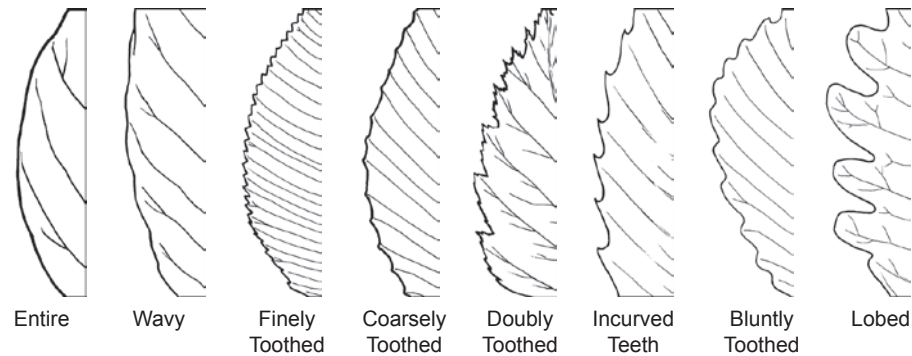 Entire
Wavy
Finely
Toothed
Coarsely
Toothed
Doubly
Toothed
Incurved
Teeth
Bluntly
Toothed
Lobed